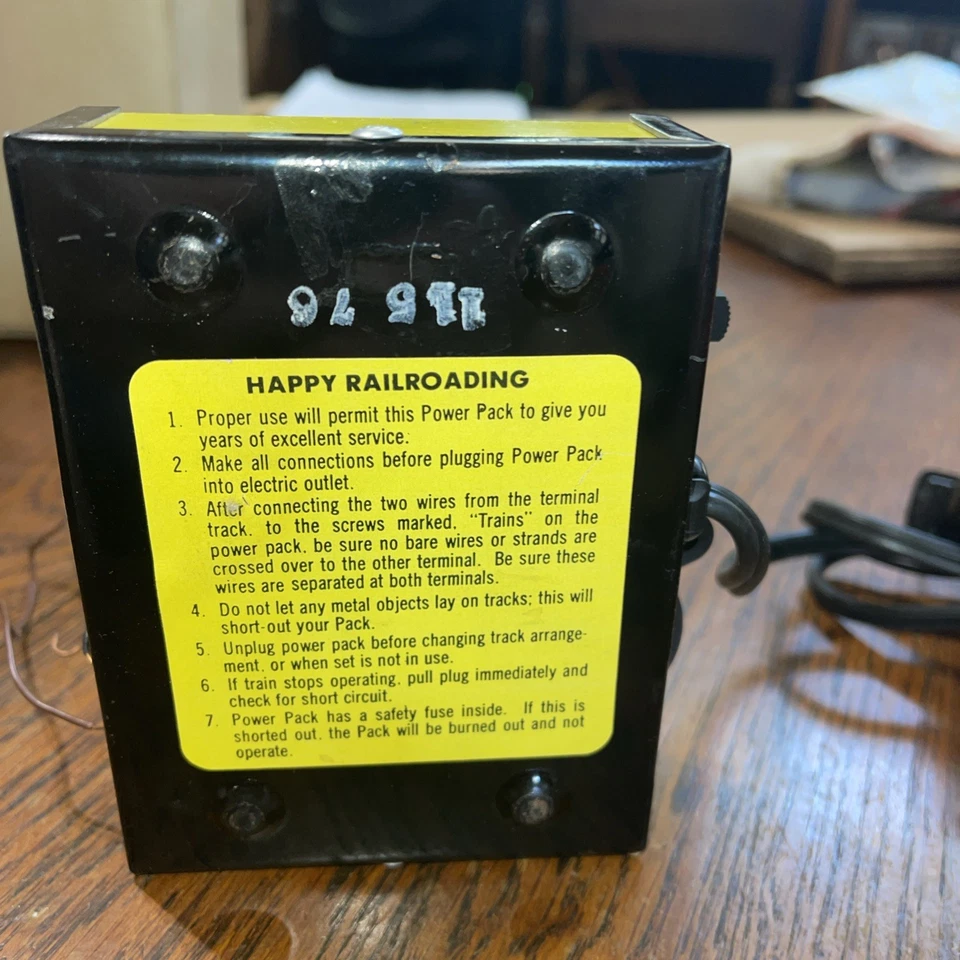 115 76
HAPPY RAILROADING
1. Proper use will permit this Power Pack to give you
years of excellent service.
2. Make all connections before plugging Power Pack
into electric outlet.
3. After connecting the two wires from the terminal
track, to the screws marked, "Trains" on the
power pack, be sure no bare wires or strands are
crossed over to the other terminal. Be sure these
wires are separated at both terminals.
4. Do not let any metal objects lay on tracks; this will
short-out your Pack.
5. Unplug power pack before changing track arrange-
ment, or when set is not in use.
6. If train stops operating, pull plug immediately and
check for short circuit.
7. Power Pack has a safety fuse inside. If this is
shorted out, the Pack will be burned out and not
operate.